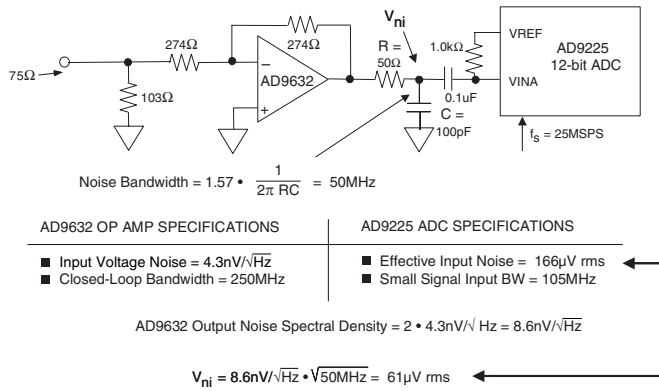 274Ω
274Ω
75Ω
103Ω
−
+
AD9632
R =
50Ω
V_ni
1.0kΩ
0.1uF
C =
100pF
VREF
VINA
AD9225
12-bit ADC
f_s = 25MSPS
Noise Bandwidth = 1.57 • 1 / 2π RC = 50MHz
AD9632 OP AMP SPECIFICATIONS
■ Input Voltage Noise = 4.3nV/√Hz
■ Closed-Loop Bandwidth = 250MHz
AD9225 ADC SPECIFICATIONS
■ Effective Input Noise = 166µV rms
■ Small Signal Input BW = 105MHz
AD9632 Output Noise Spectral Density = 2 • 4.3nV/√ Hz = 8.6nV/√Hz
V_ni = 8.6nV/√Hz • √50MHz = 61µV rms